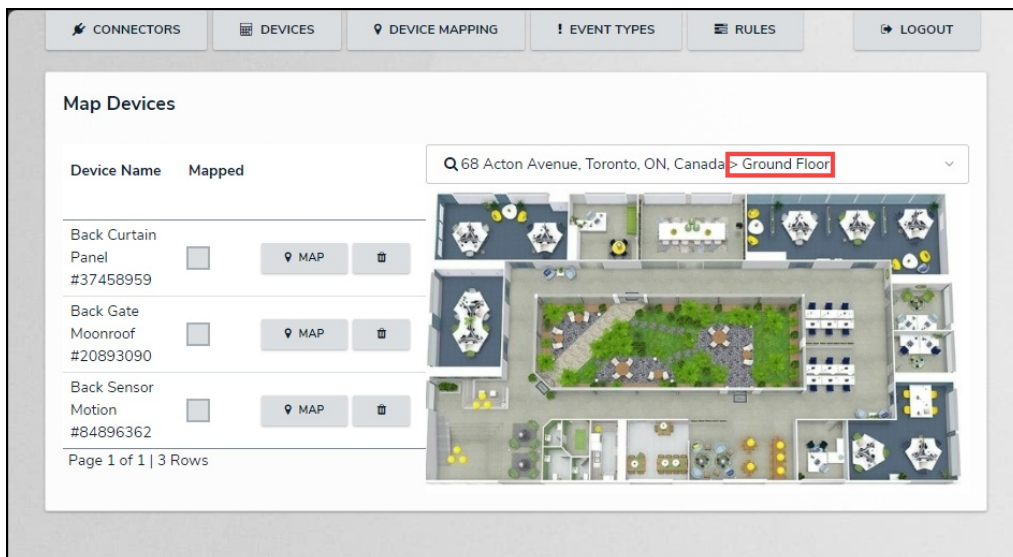 CONNECTORS
DEVICES
DEVICE MAPPING
! EVENT TYPES
RULES
LOGOUT
Map Devices
68 Acton Avenue, Toronto, ON, Canada > Ground Floor
Device Name Mapped
Back Curtain
Panel
#37458959
MAP
Back Gate
Moonroof
#20893090
MAP
Back Sensor
Motion
#84896362
MAP
Page 1 of 1 | 3 Rows